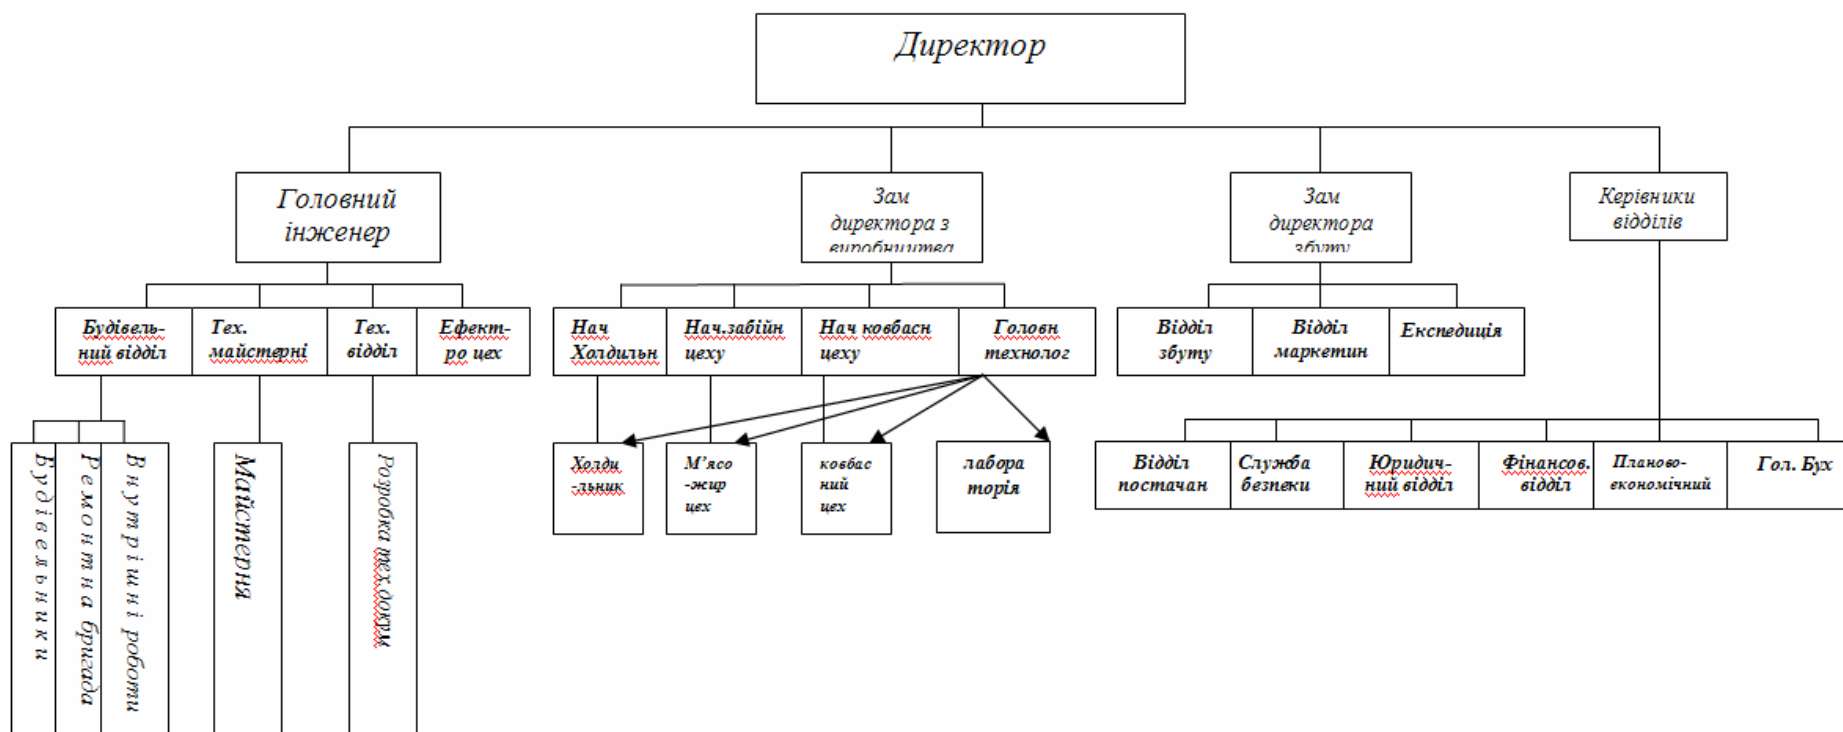 Директор
Головний
інженер
Зам
директора з
виробництва
Зам
директора
збуту
Керівники
відділів
Будівель-
ний відділ
Тех.
майстерні
Тех.
відділ
Ефект-
ро цех
Нач
Холдильн
Нач.забійн
цеху
Нач ковбасн
цеху
Головн
технолог
Відділ
збуту
Відділ
маркетин
Експедиція
Будівельники
Ремонтна бригада
Внутрішні роботи
Майстерня
Розробка тех.докум
Холди
-льник
М’ясо
-жир
цех
ковбас
ний
цех
лабора
торія
Відділ
постачан
Служба
безпеки
Юридич-
ний відділ
Фінансов.
відділ
Планово-
економічний
Гол. Бух